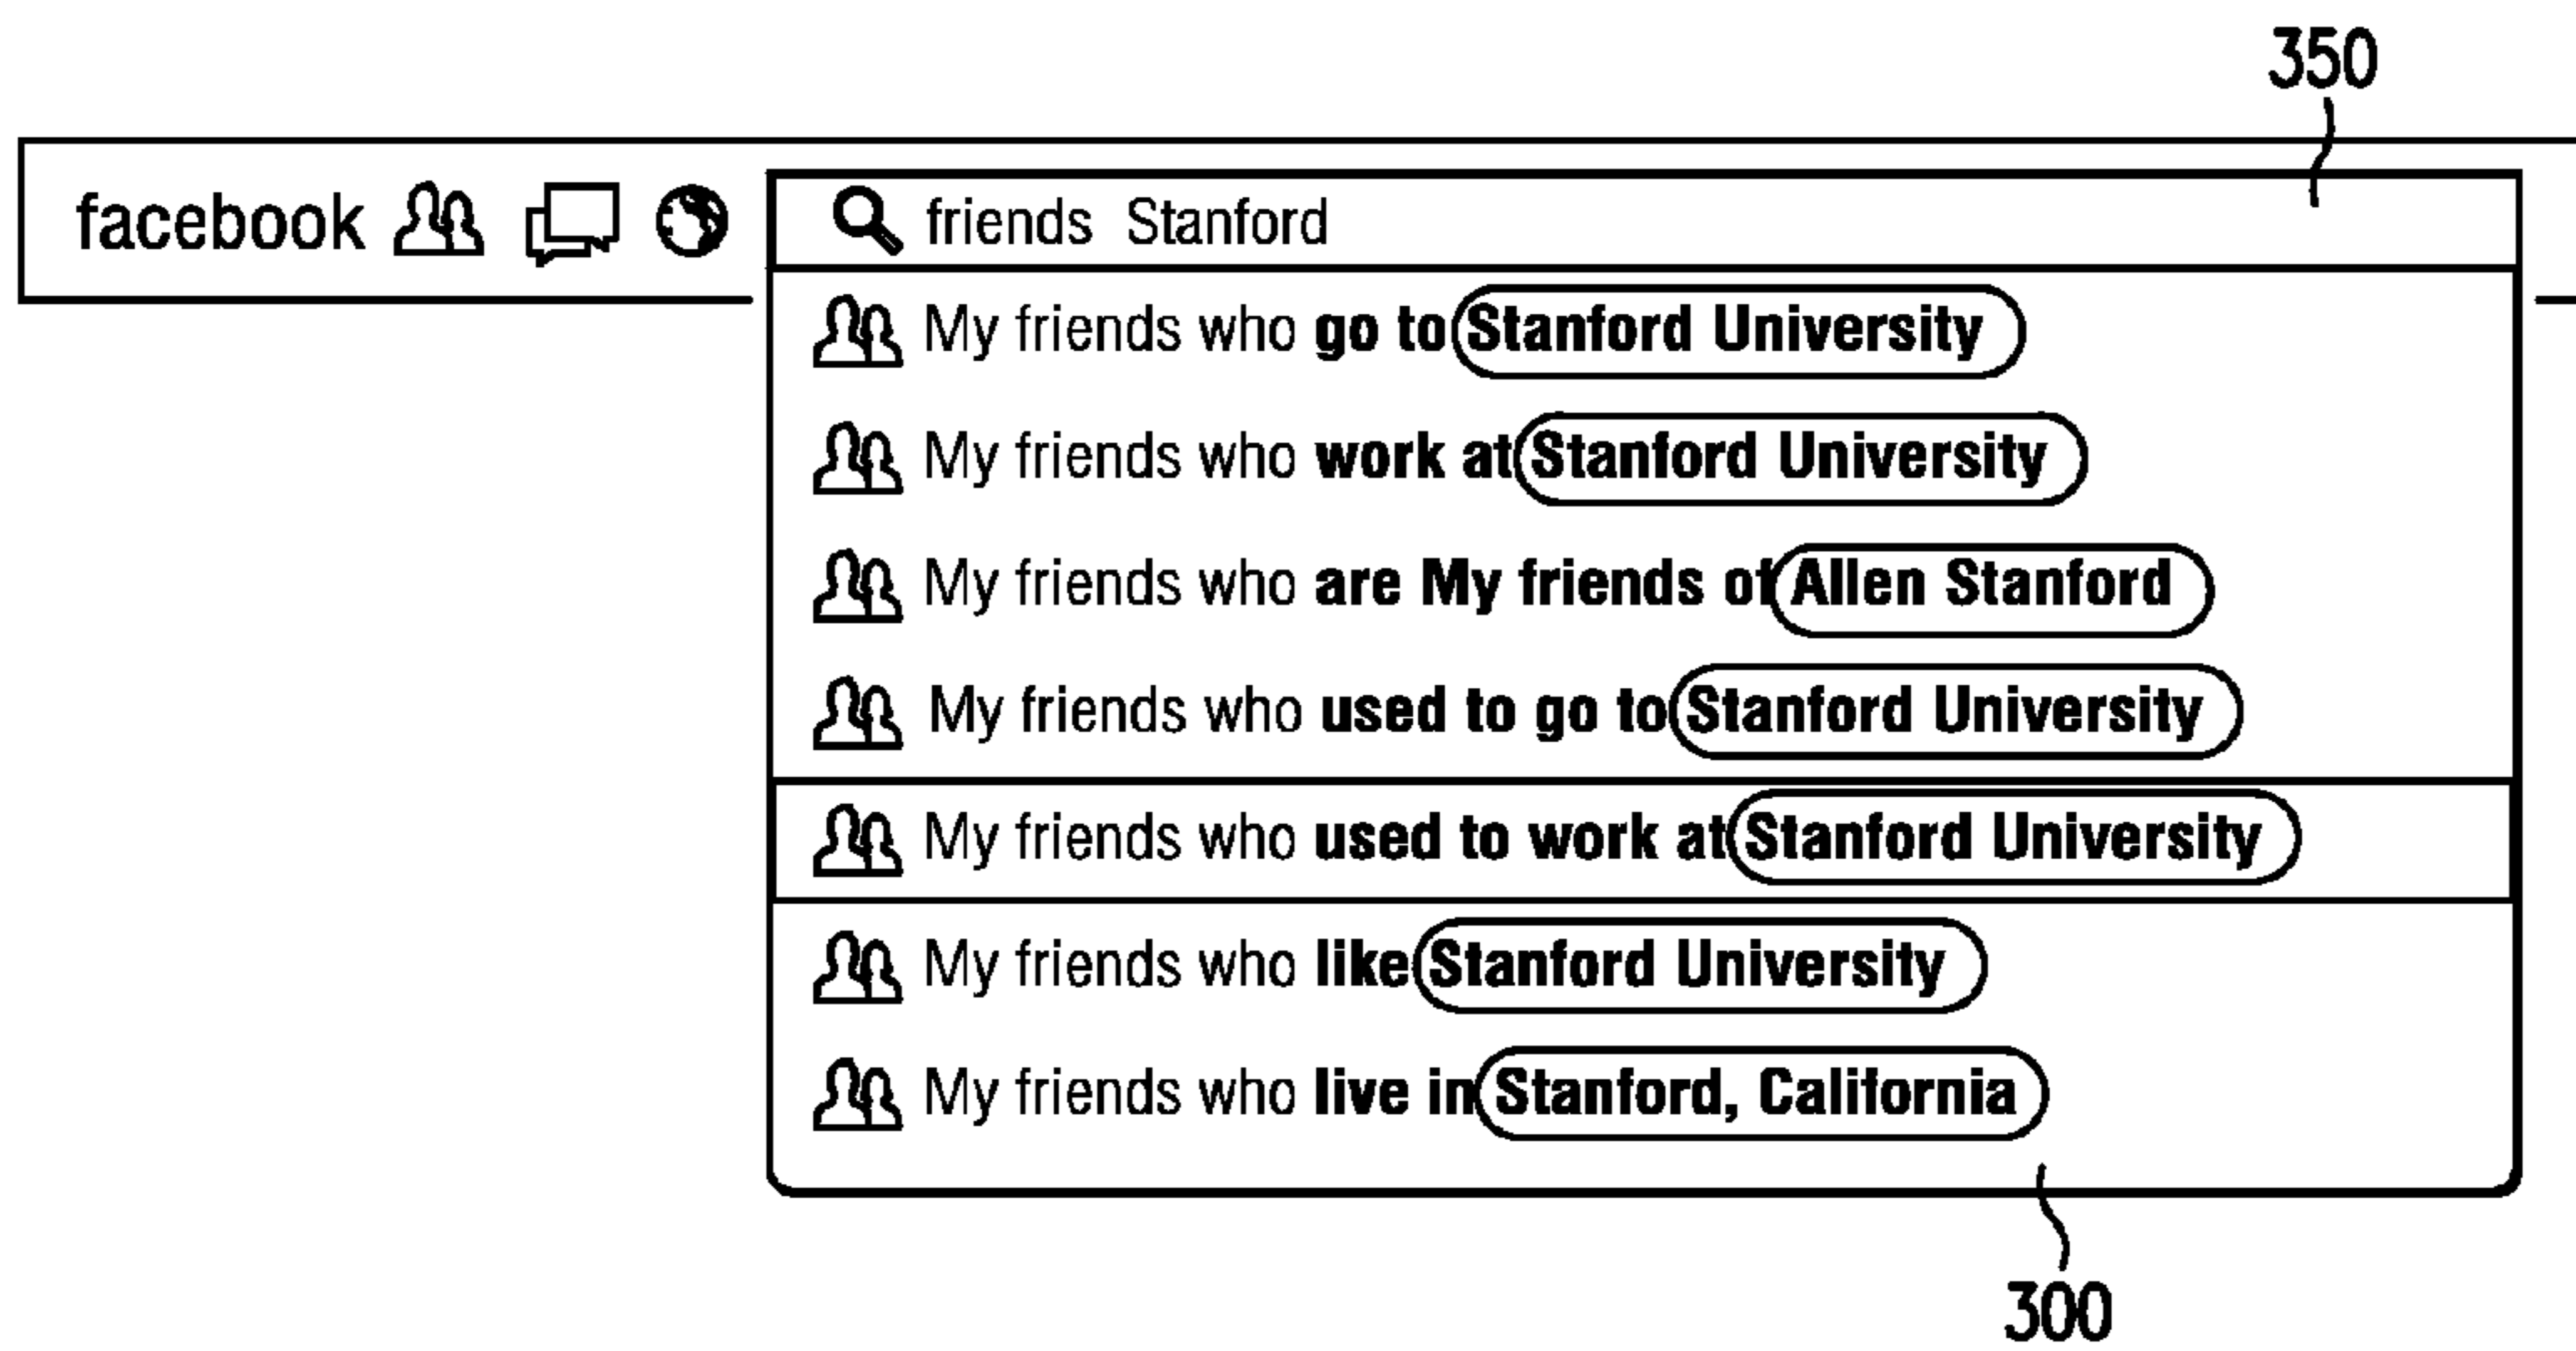 350
facebook friends Stanford
My friends who go to Stanford University
My friends who work at Stanford University
My friends who are My friends of Allen Stanford
My friends who used to go to Stanford University
My friends who used to work at Stanford University
My friends who like Stanford University
My friends who live in Stanford, California
300